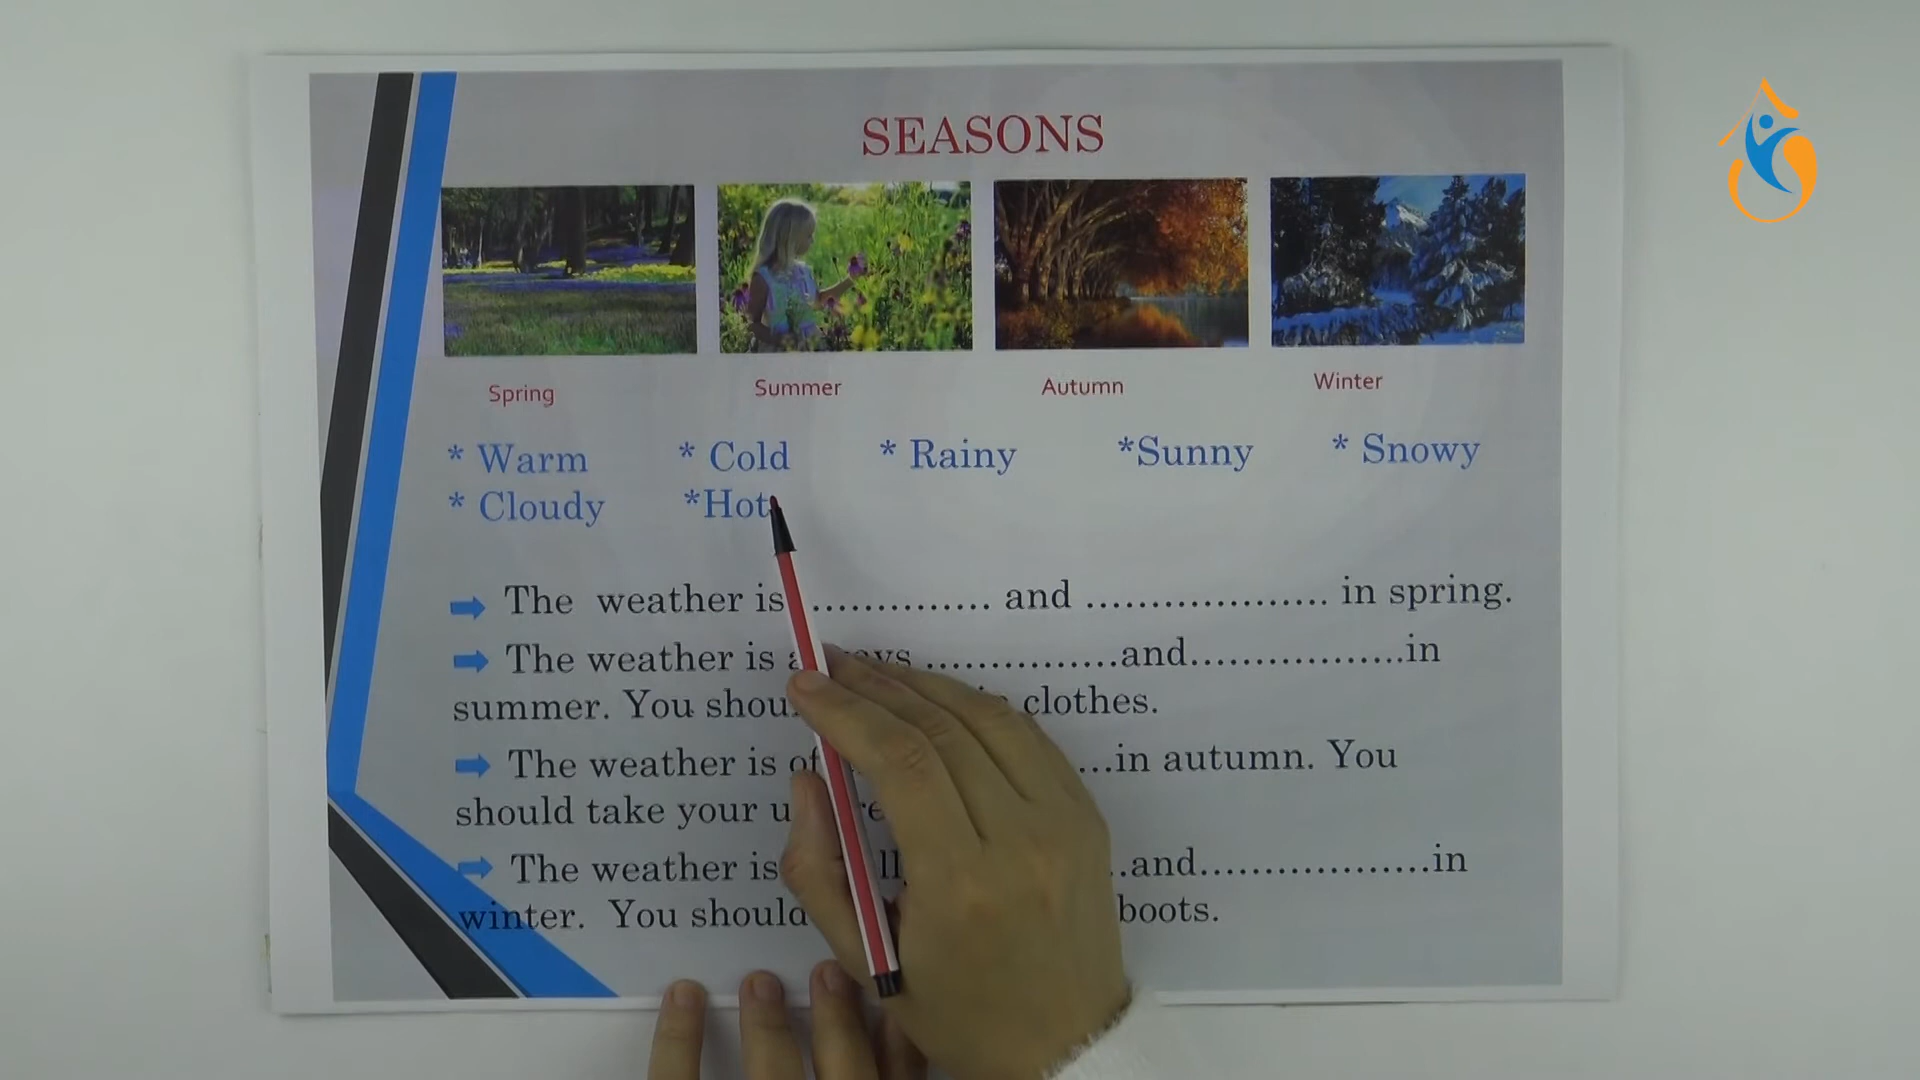 SEASONS
Spring Summer Autumn Winter
* Warm * Cold * Rainy *Sunny * Snowy
* Cloudy *Hot
The weather is .............. and ................... in spring.
The weather is ...............and.................in
summer. You clothes.
The weather is ...in autumn. You
should take your
The weather is ..and..................in
winter. You should boots.